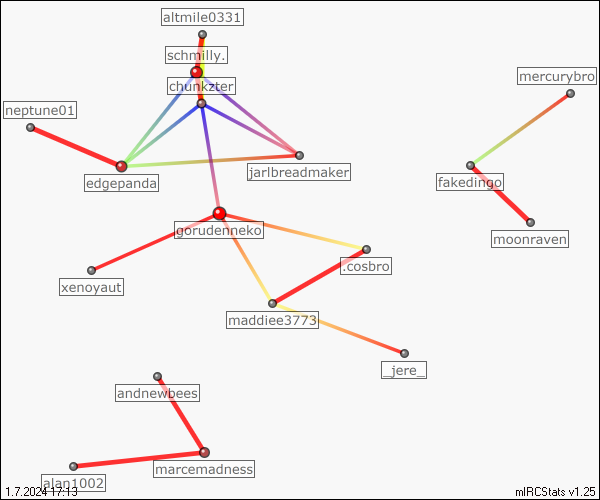 altmile0331
schmilly.
chunkzter
mercurybro
neptune01
jarlbreadmaker
edgepanda
fakedingo
gorudenneko
moonraven
.cosbro
xenoyaut
maddiee3773
_jere_
andnewbees
marcemadness
alan1002
1.7.2024 17:13
mIRCStats v1.25